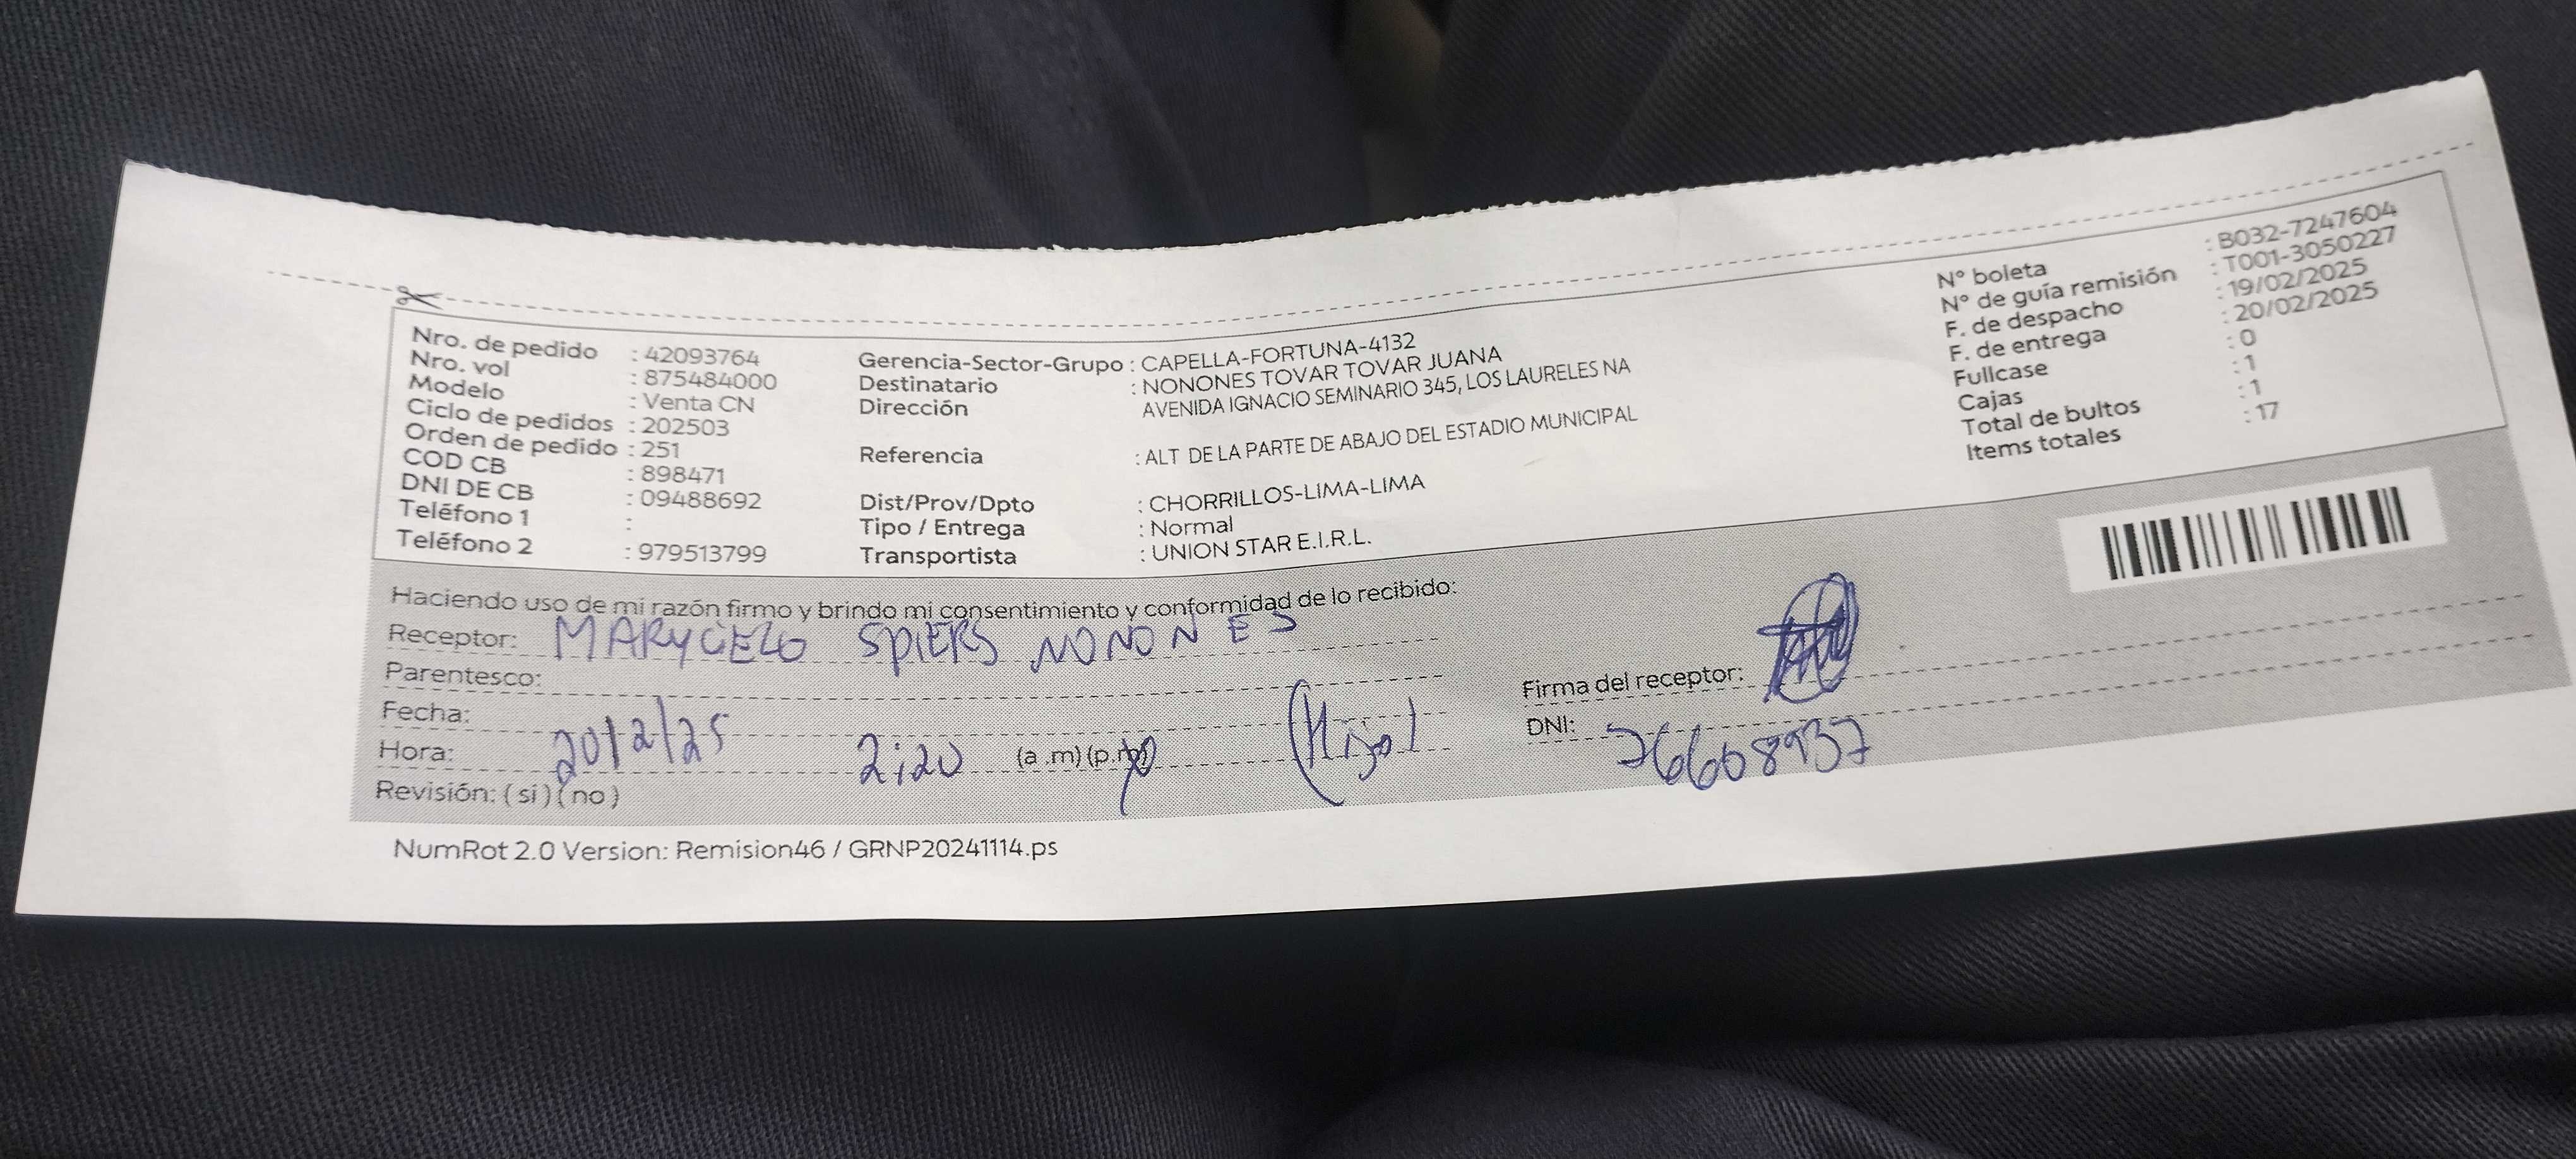 Nro. de pedido : 42093764
Nro. vol : 875484000
Modelo : Venta CN
Ciclo de pedidos : 202503
Orden de pedido : 251
COD CB : 898471
DNI DE CB : 09488692
Teléfono 1 :
Teléfono 2 : 979513799
Gerencia-Sector-Grupo : CAPELLA-FORTUNA-4132
Destinatario : NONONES TOVAR TOVAR JUANA
Dirección AVENIDA IGNACIO SEMINARIO 345, LOS LAURELES NA
Referencia : ALT DE LA PARTE DE ABAJO DEL ESTADIO MUNICIPAL
Dist/Prov/Dpto : CHORRILLOS-LIMA-LIMA
Tipo / Entrega : Normal
Transportista : UNION STAR E.I.R.L.
N° boleta : B032-7247604
N° de guía remisión : T001-3050227
F. de despacho : 19/02/2025
F. de entrega : 20/02/2025
Fullcase : 0
Cajas : 1
Total de bultos : 1
Items totales : 17
Haciendo uso de mi razón firmo y brindo mi consentimiento y conformidad de lo recibido:
Receptor: SPIERS NONONES
Parentesco:
Fecha: 20/2/25
Hora: 2:20 (a .m) (p.m)
Revisión: ( si ) ( no )
(Hijo)
Firma del receptor:
DNI: 76608937
NumRot 2.0 Version: Remision46 / GRNP20241114.ps